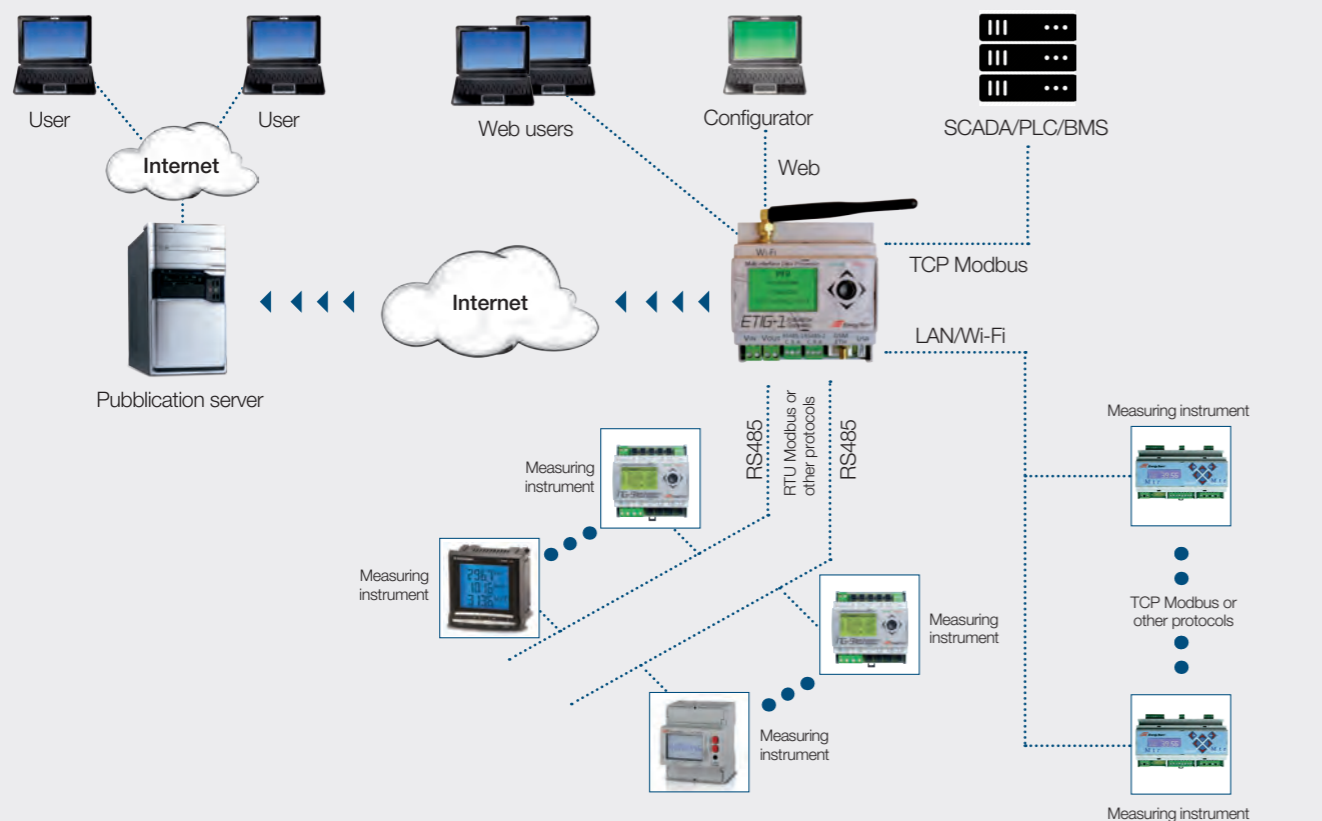 User
User
Internet
Web users
Configurator
SCADA/PLC/BMS
Web
Wi-Fi
TCP Modbus
ETIG-1
Internet
LAN/Wi-Fi
Pubblication server
RS485
RTU Modbus or
other protocols
RS485
Measuring
instrument
Measuring
instrument
Measuring
instrument
Measuring
instrument
Measuring instrument
TCP Modbus or
other protocols
Measuring instrument